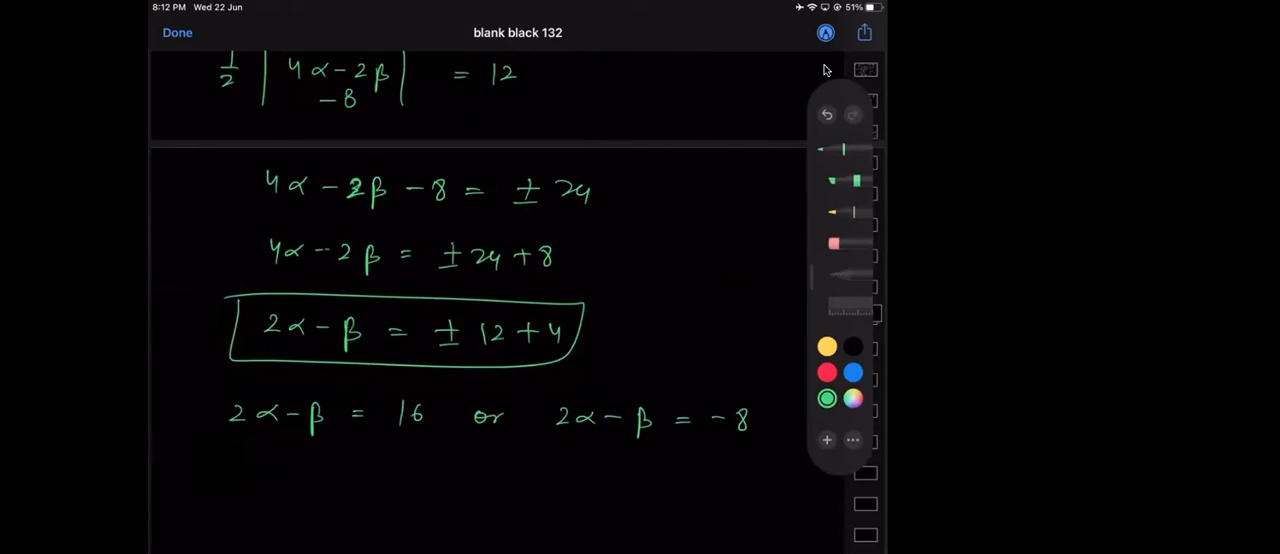 8:12 PM Wed 22 Jun 51%
Done blank black 132
1/2 | 4α - 2β - 8 | = 12
4α - 2β - 8 = ± 24
4α - 2β = ± 24 + 8
2α - β = ± 12 + 4
2α - β = 16 or 2α - β = - 8